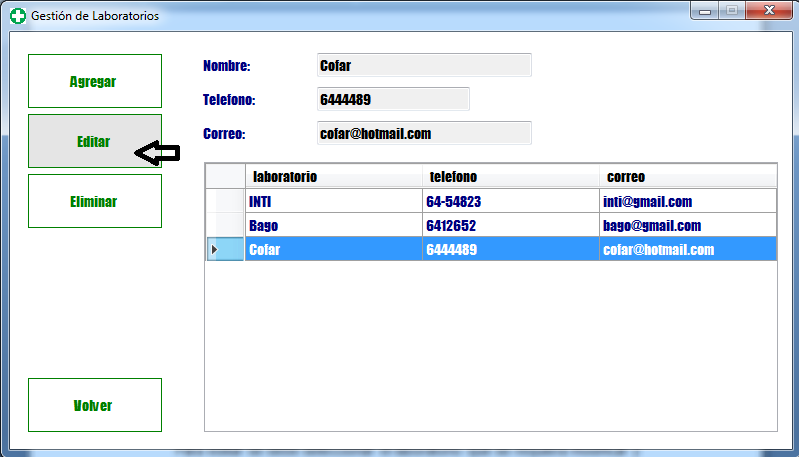 Gestión de Laboratorios
Agregar
Editar
Eliminar
Volver
Nombre: Cofar
Telefono: 6444489
Correo: cofar@hotmail.com
laboratorio telefono correo
INTI 64-54823 inti@gmail.com
Bago 6412652 bago@gmail.com
Cofar 6444489 cofar@hotmail.com